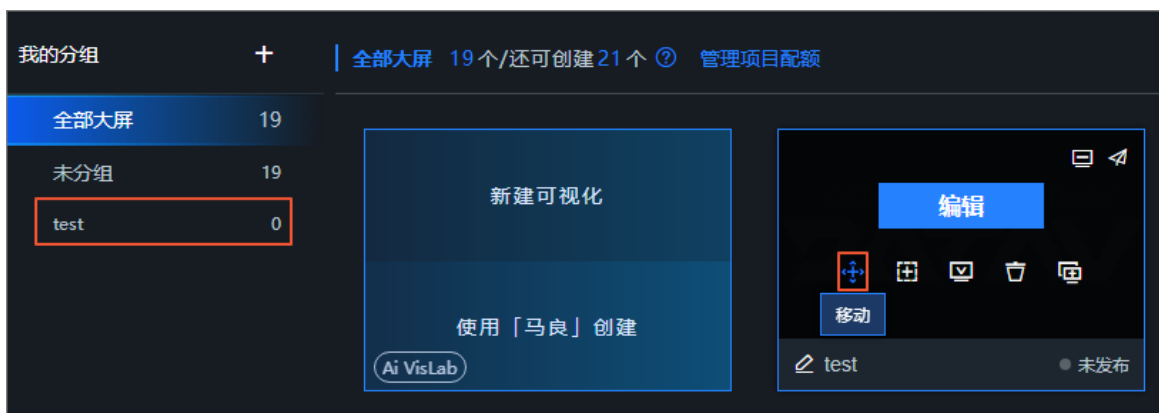 我的分组 +
全部大屏 19个/还可创建21个 ? 管理项目配额
全部大屏 19
未分组 19
test 0
新建可视化
使用「马良」创建
Ai VisLab
编辑
移动
test
未发布